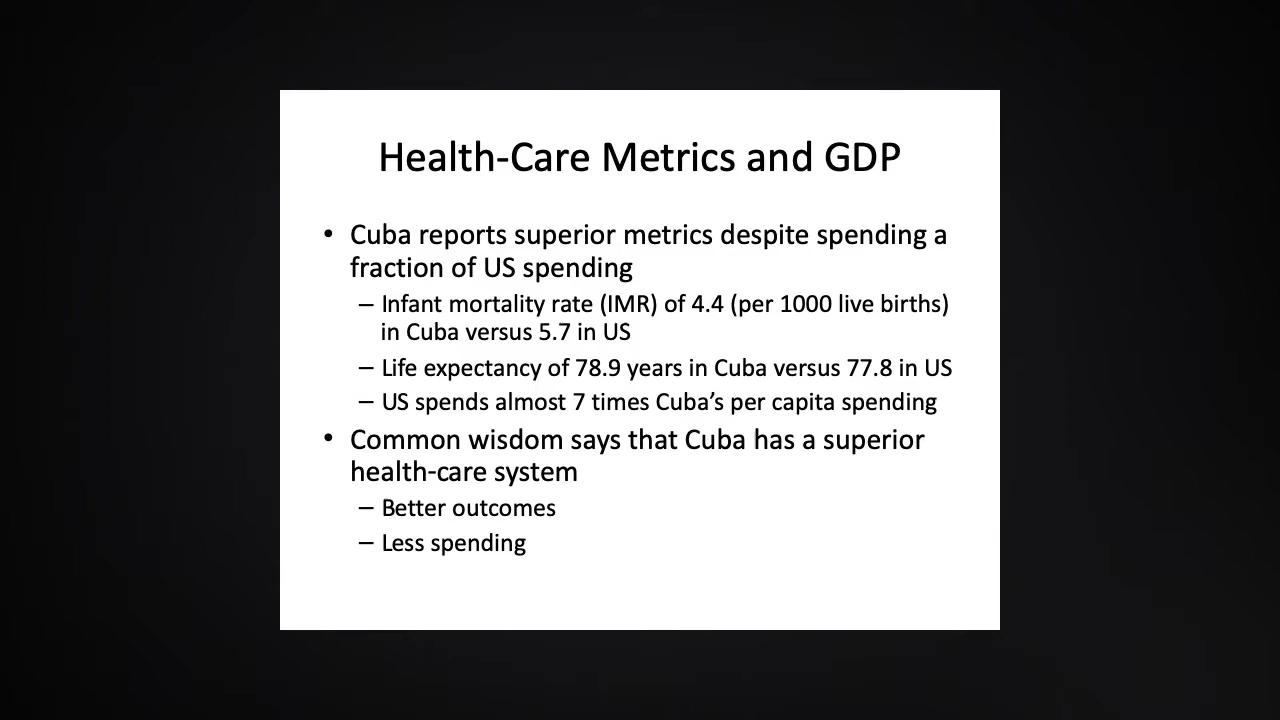 Health-Care Metrics and GDP
• Cuba reports superior metrics despite spending a
fraction of US spending
– Infant mortality rate (IMR) of 4.4 (per 1000 live births)
in Cuba versus 5.7 in US
– Life expectancy of 78.9 years in Cuba versus 77.8 in US
– US spends almost 7 times Cuba’s per capita spending
• Common wisdom says that Cuba has a superior
health-care system
– Better outcomes
– Less spending